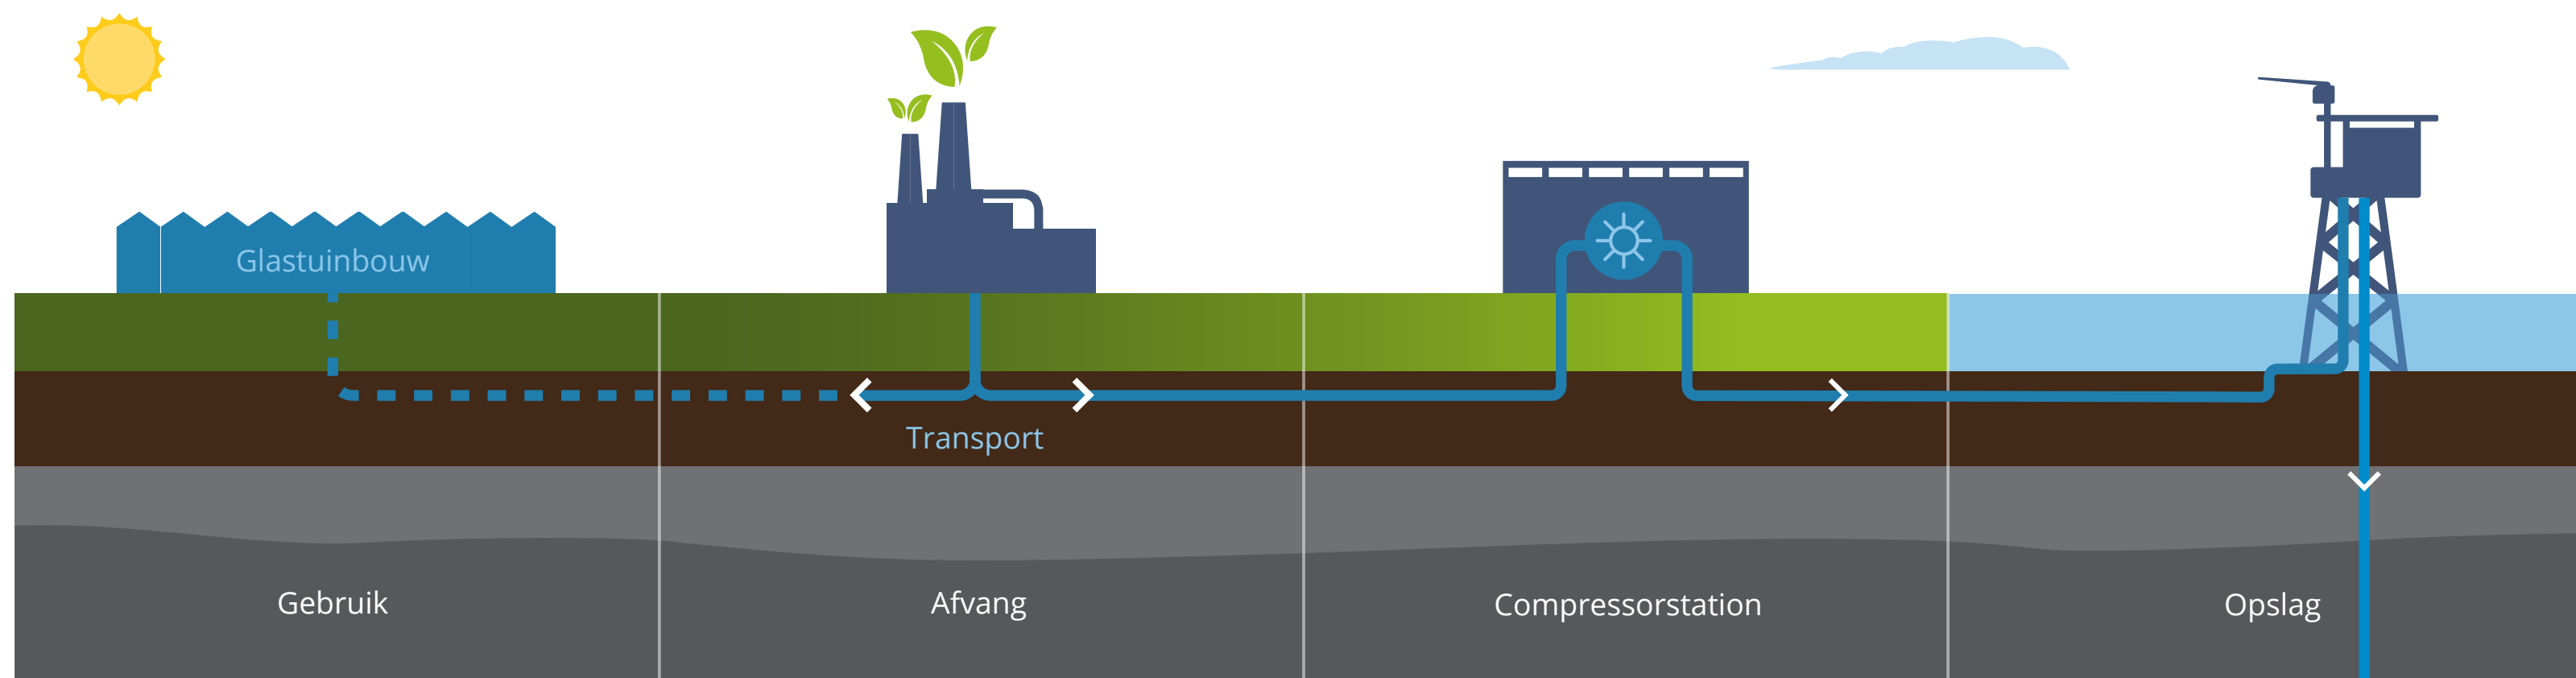 Glastuinbouw
Transport
Gebruik
Afvang
Compressorstation
Opslag